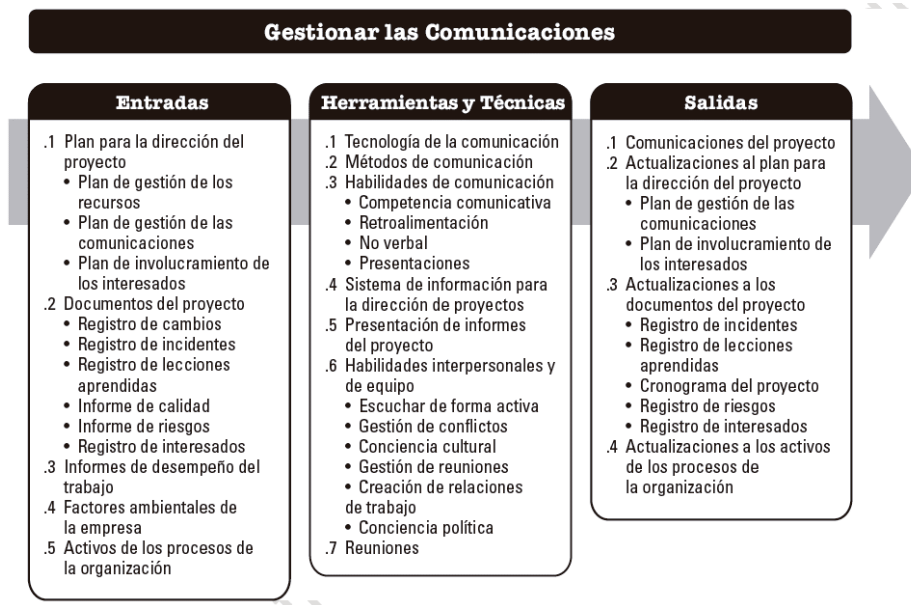 Gestionar las Comunicaciones
Entradas
.1 Plan para la dirección del
proyecto
• Plan de gestión de los
recursos
• Plan de gestión de las
comunicaciones
• Plan de involucramiento de
los interesados
.2 Documentos del proyecto
• Registro de cambios
• Registro de incidentes
• Registro de lecciones
aprendidas
• Informe de calidad
• Informe de riesgos
• Registro de interesados
.3 Informes de desempeño del
trabajo
.4 Factores ambientales de
la empresa
.5 Activos de los procesos de
la organización
Herramientas y Técnicas
.1 Tecnología de la comunicación
.2 Métodos de comunicación
.3 Habilidades de comunicación
• Competencia comunicativa
• Retroalimentación
• No verbal
• Presentaciones
.4 Sistema de información para
la dirección de proyectos
.5 Presentación de informes
del proyecto
.6 Habilidades interpersonales y
de equipo
• Escuchar de forma activa
• Gestión de conflictos
• Conciencia cultural
• Gestión de reuniones
• Creación de relaciones
de trabajo
• Conciencia política
.7 Reuniones
Salidas
.1 Comunicaciones del proyecto
.2 Actualizaciones al plan para
la dirección del proyecto
• Plan de gestión de las
comunicaciones
• Plan de involucramiento de
los interesados
.3 Actualizaciones a los
documentos del proyecto
• Registro de incidentes
• Registro de lecciones
aprendidas
• Cronograma del proyecto
• Registro de riesgos
• Registro de interesados
.4 Actualizaciones a los activos
de los procesos de
la organización